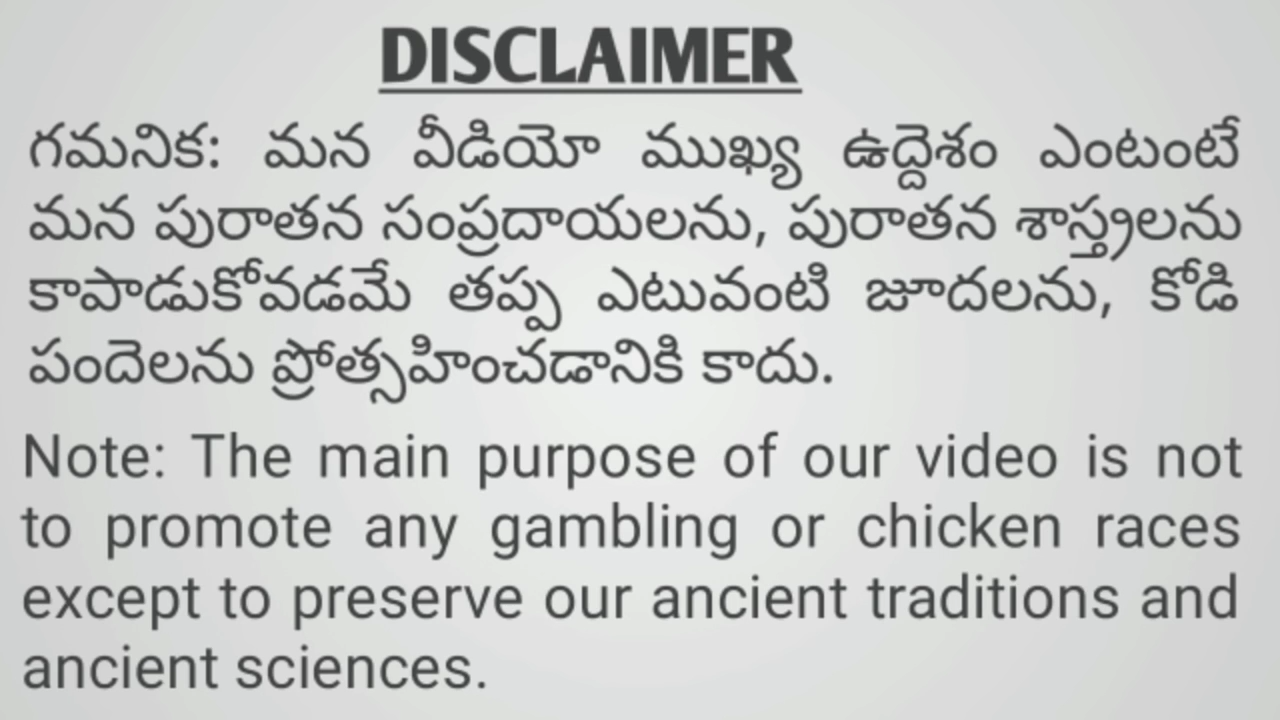 DISCLAIMER
గమనిక: మన వీడియో ముఖ్య ఉద్దెశం ఎంటంటే
మన పురాతన సంప్రదాయలను, పురాతన శాస్త్రలను
కాపాడుకోవడమే తప్ప ఎటువంటి జూదలను, కోడి
పందెలను ప్రోత్సహించడానికి కాదు.
Note: The main purpose of our video is not
to promote any gambling or chicken races
except to preserve our ancient traditions and
ancient sciences.